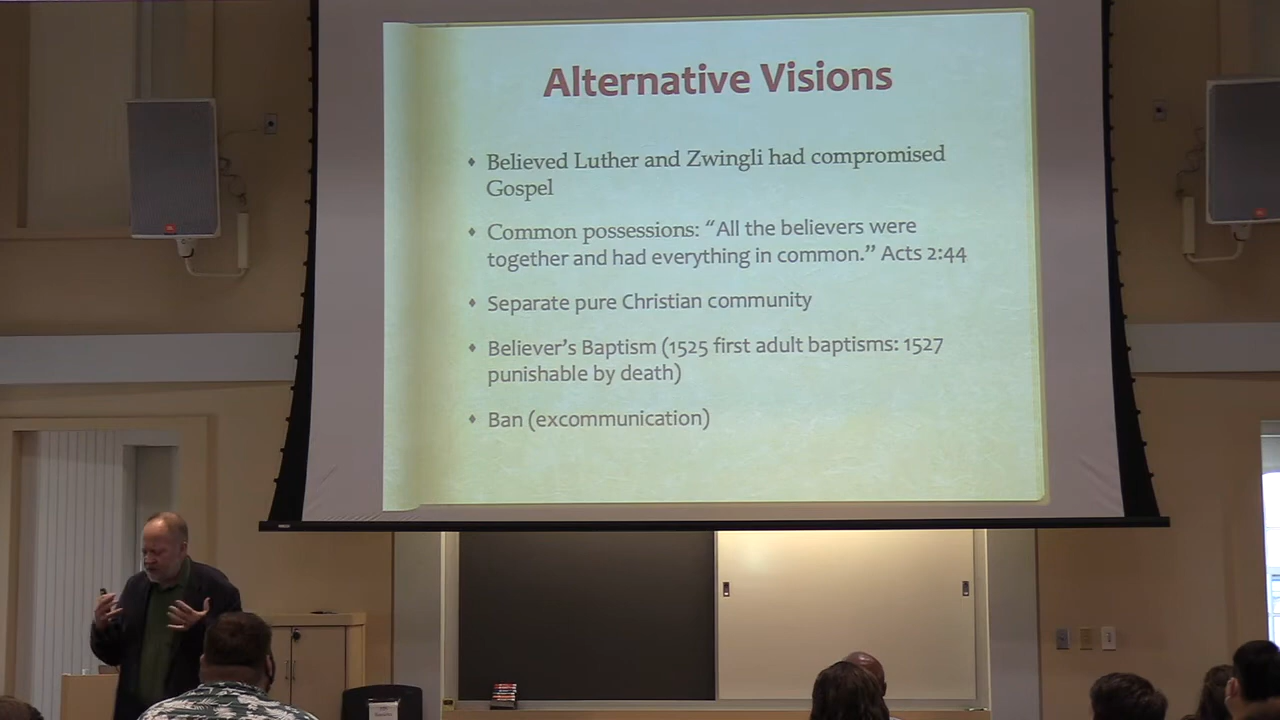 Alternative Visions
Believed Luther and Zwingli had compromised
Gospel
Common possessions: “All the believers were
together and had everything in common.” Acts 2:44
Separate pure Christian community
Believer’s Baptism (1525 first adult baptisms: 1527
punishable by death)
Ban (excommunication)